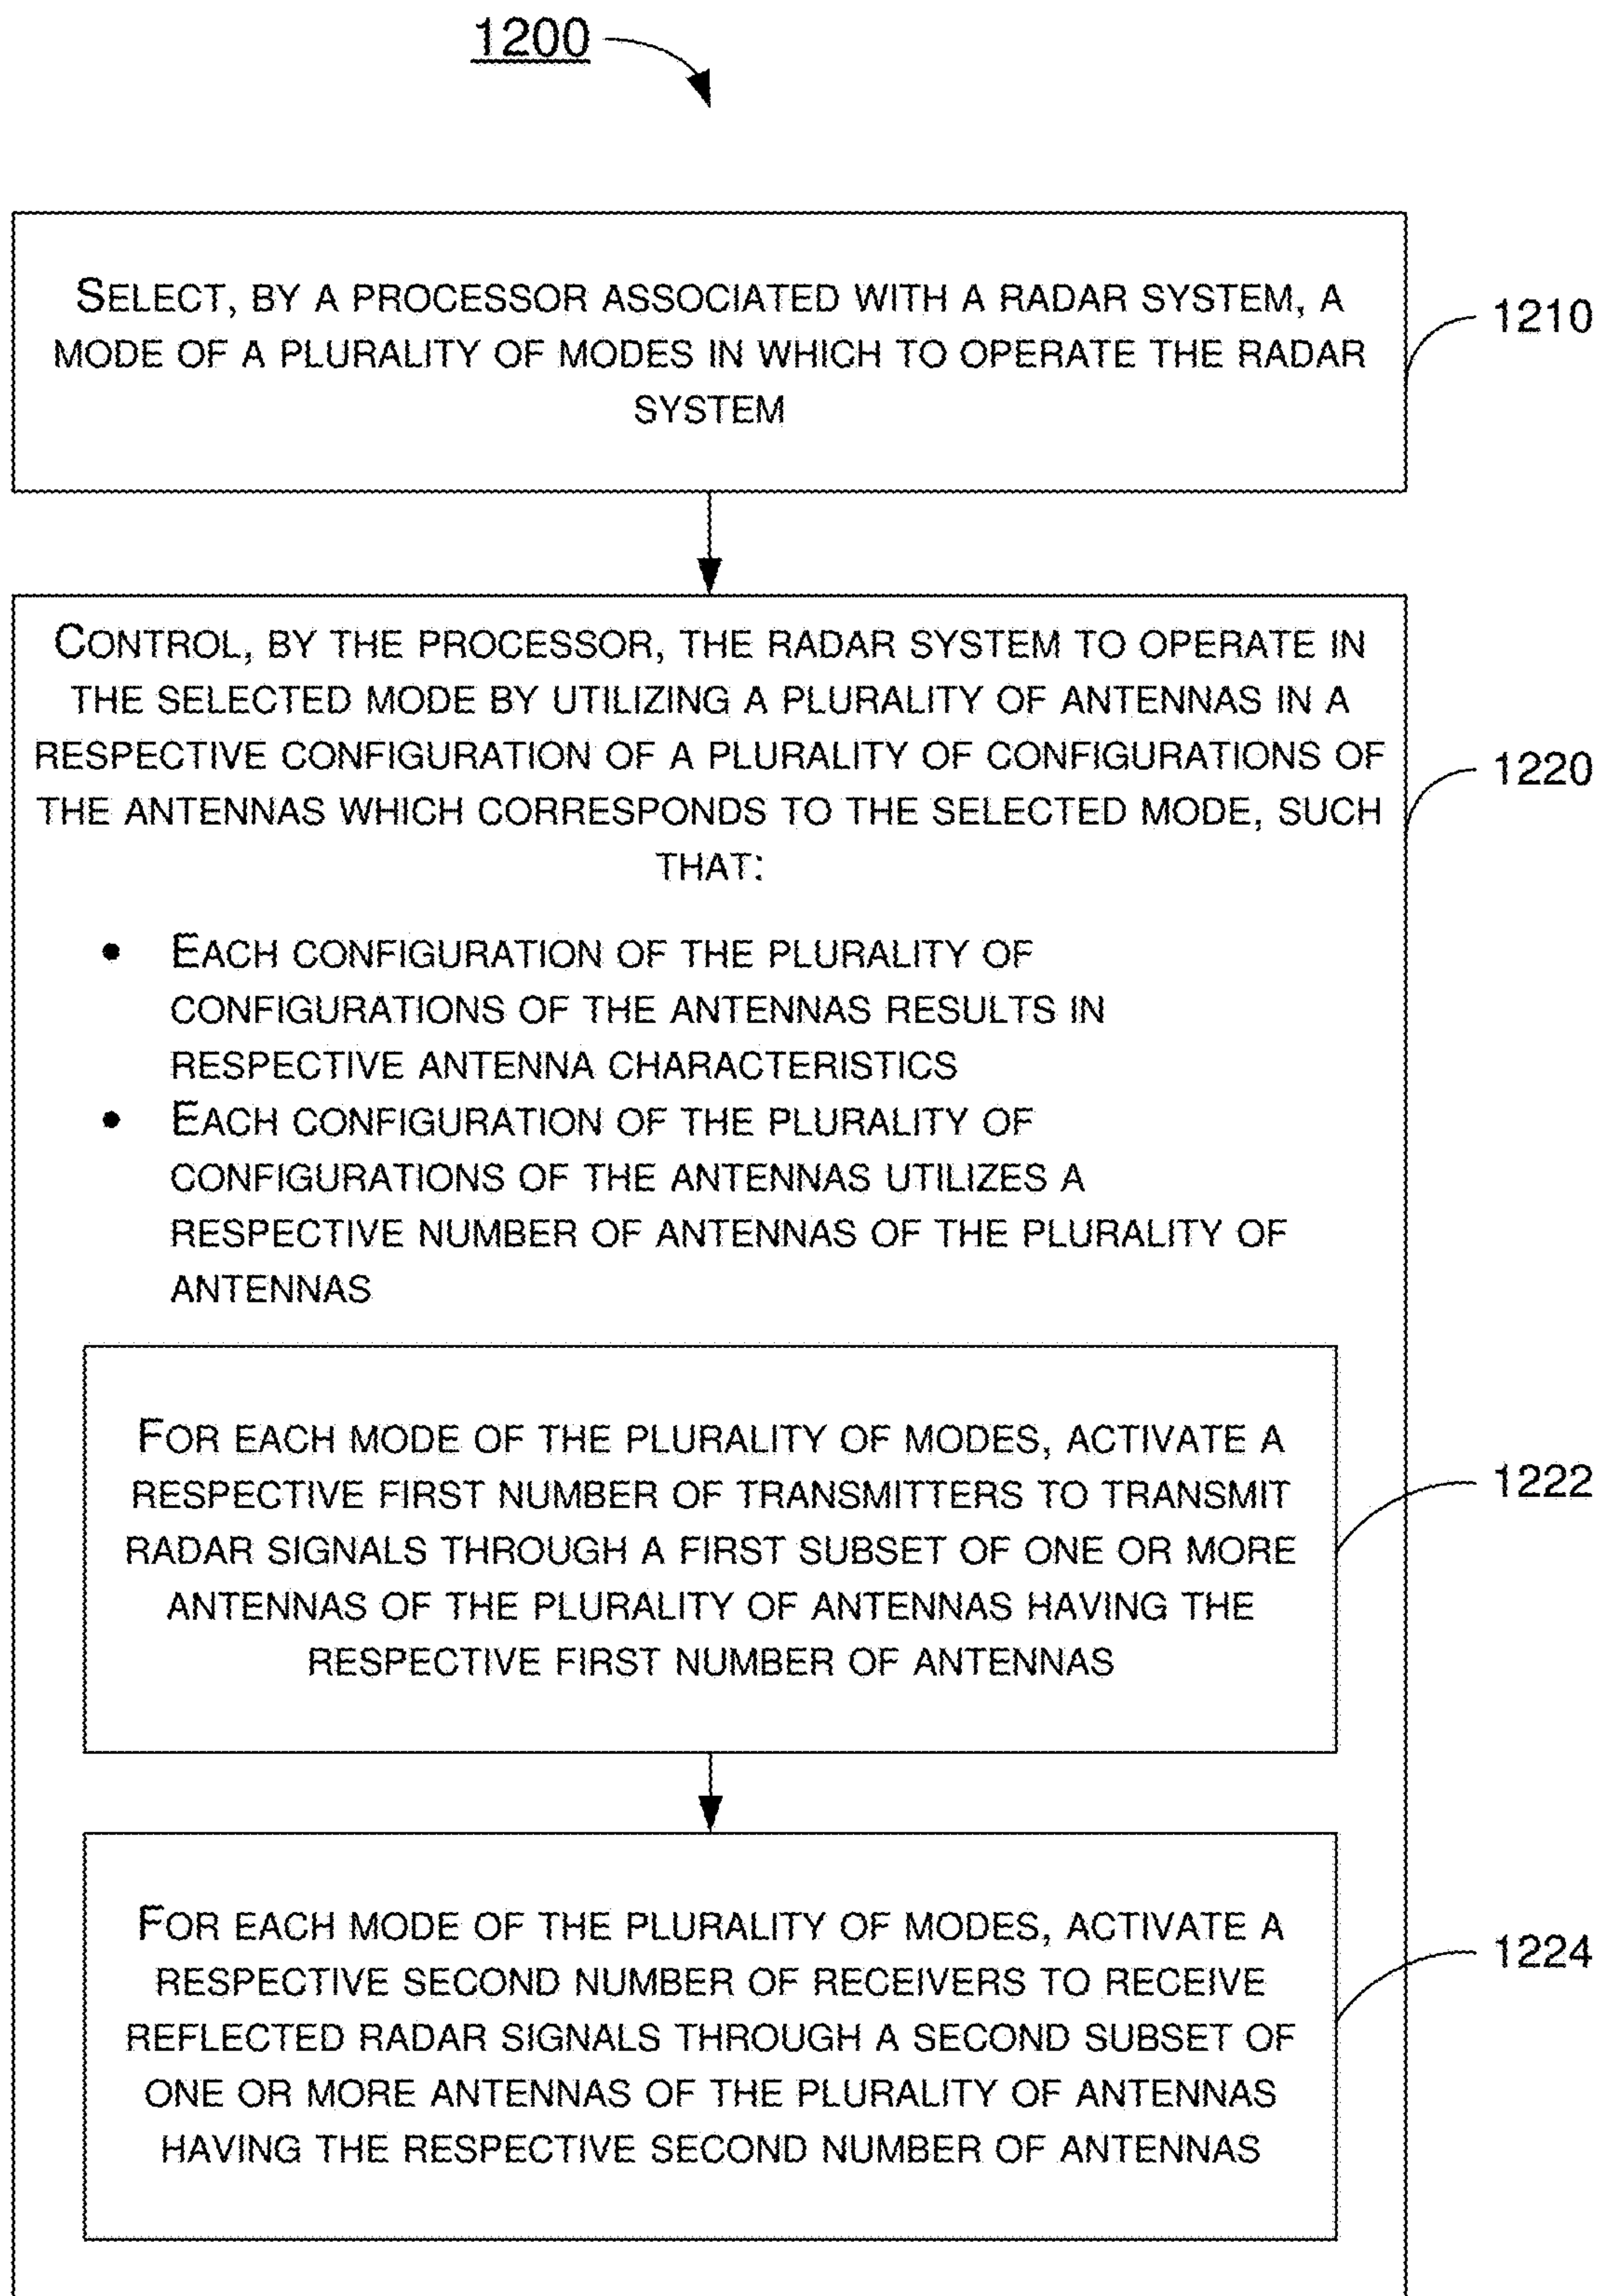 1200
SELECT, BY A PROCESSOR ASSOCIATED WITH A RADAR SYSTEM, A
MODE OF A PLURALITY OF MODES IN WHICH TO OPERATE THE RADAR
SYSTEM
1210
CONTROL, BY THE PROCESSOR, THE RADAR SYSTEM TO OPERATE IN
THE SELECTED MODE BY UTILIZING A PLURALITY OF ANTENNAS IN A
RESPECTIVE CONFIGURATION OF A PLURALITY OF CONFIGURATIONS OF
THE ANTENNAS WHICH CORRESPONDS TO THE SELECTED MODE, SUCH
THAT:
1220
• EACH CONFIGURATION OF THE PLURALITY OF
CONFIGURATIONS OF THE ANTENNAS RESULTS IN
RESPECTIVE ANTENNA CHARACTERISTICS
• EACH CONFIGURATION OF THE PLURALITY OF
CONFIGURATIONS OF THE ANTENNAS UTILIZES A
RESPECTIVE NUMBER OF ANTENNAS OF THE PLURALITY OF
ANTENNAS
FOR EACH MODE OF THE PLURALITY OF MODES, ACTIVATE A
RESPECTIVE FIRST NUMBER OF TRANSMITTERS TO TRANSMIT
RADAR SIGNALS THROUGH A FIRST SUBSET OF ONE OR MORE
ANTENNAS OF THE PLURALITY OF ANTENNAS HAVING THE
RESPECTIVE FIRST NUMBER OF ANTENNAS
1222
FOR EACH MODE OF THE PLURALITY OF MODES, ACTIVATE A
RESPECTIVE SECOND NUMBER OF RECEIVERS TO RECEIVE
REFLECTED RADAR SIGNALS THROUGH A SECOND SUBSET OF
ONE OR MORE ANTENNAS OF THE PLURALITY OF ANTENNAS
HAVING THE RESPECTIVE SECOND NUMBER OF ANTENNAS
1224